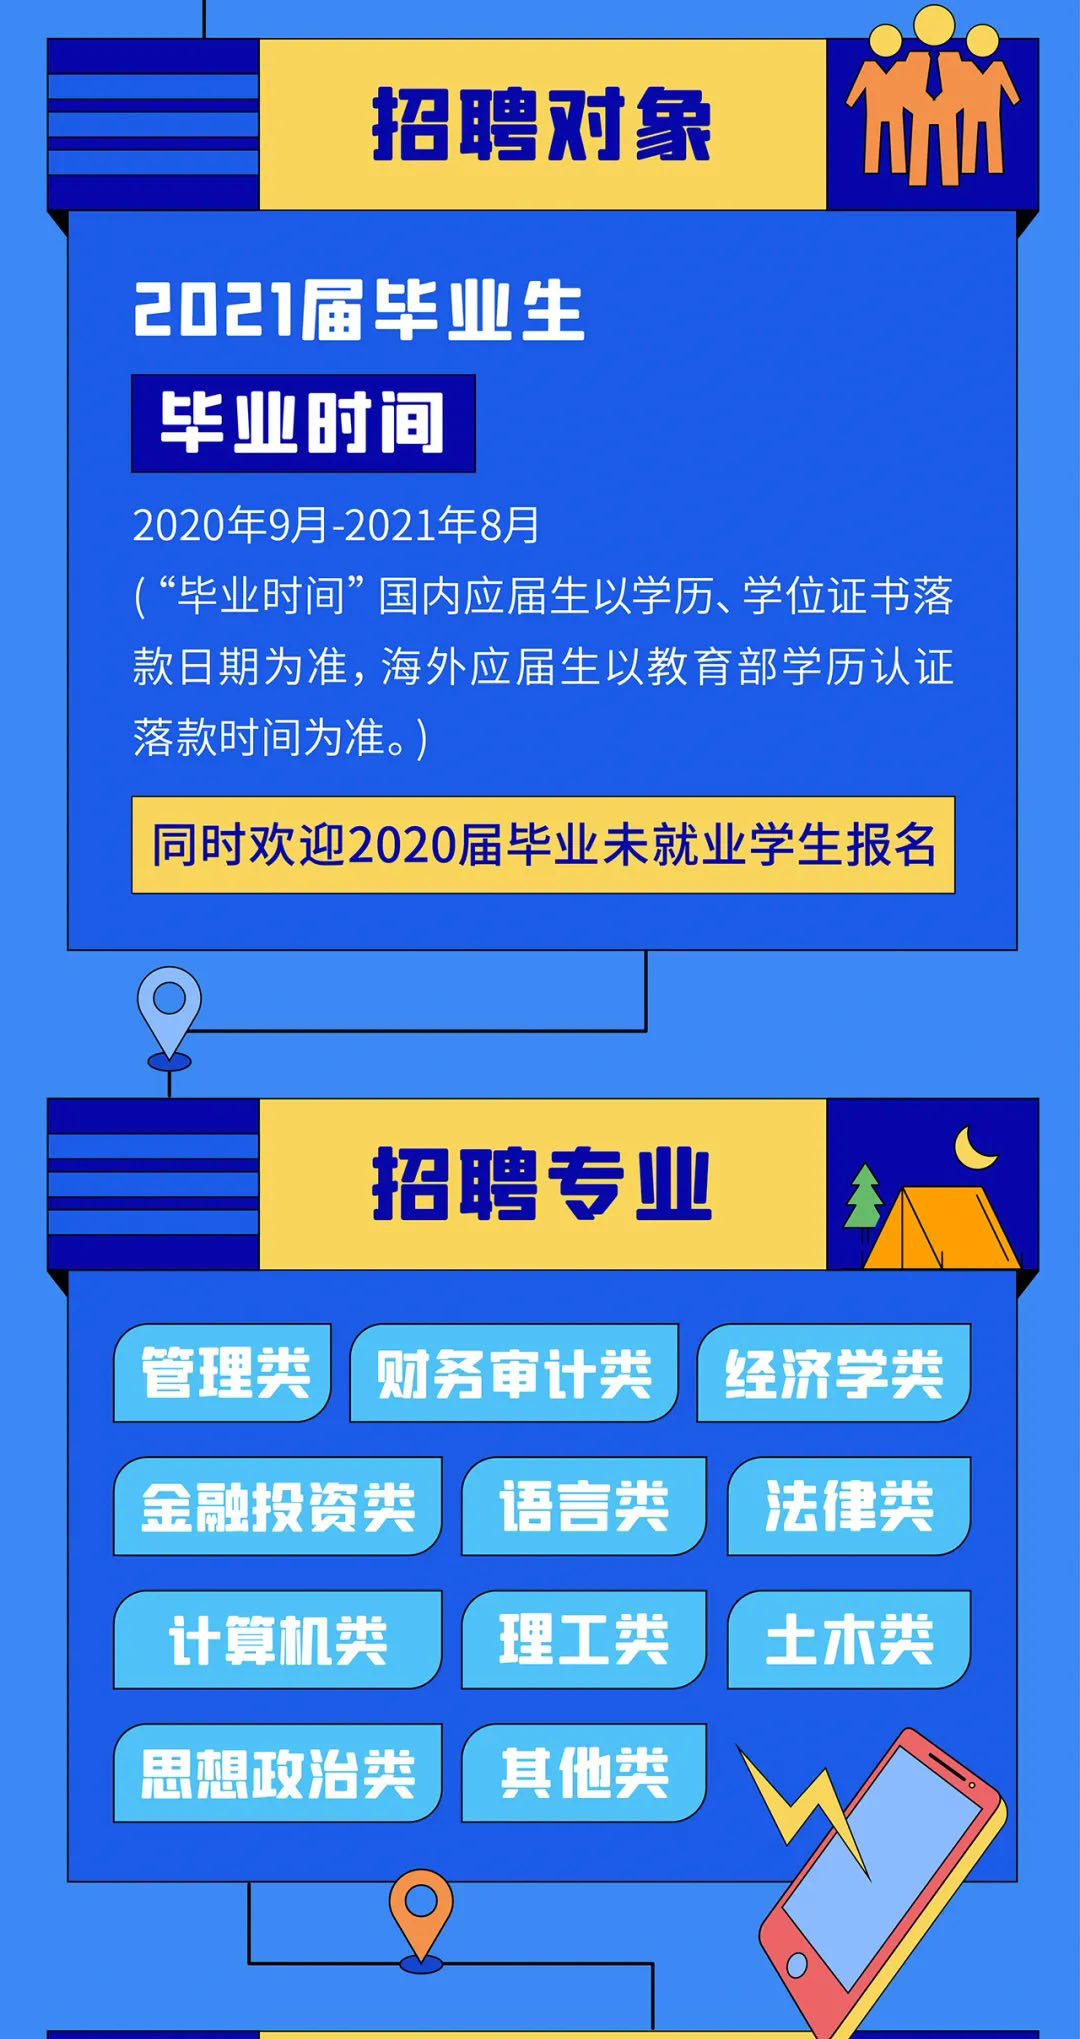 招聘对象
2021届毕业生
毕业时间
2020年9月-2021年8月
(“毕业时间”国内应届生以学历、学位证书落
款日期为准，海外应届生以教育部学历认证
落款时间为准。)
同时欢迎2020届毕业未就业学生报名
招聘专业
管理类 财务审计类 经济学类
金融投资类 语言类 法律类
计算机类 理工类 土木类
思想政治类 其他类